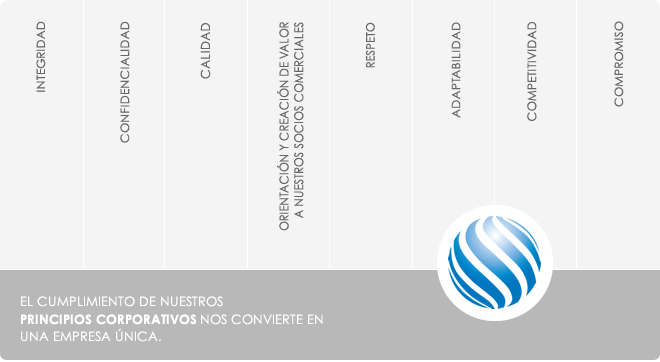 INTEGRIDAD
CONFIDENCIALIDAD
CALIDAD
ORIENTACIÓN Y CREACIÓN DE VALOR
A NUESTROS SOCIOS COMERCIALES
RESPETO
ADAPTABILIDAD
COMPETITIVIDAD
COMPROMISO
EL CUMPLIMIENTO DE NUESTROS
PRINCIPIOS CORPORATIVOS NOS CONVIERTE EN
UNA EMPRESA ÚNICA.